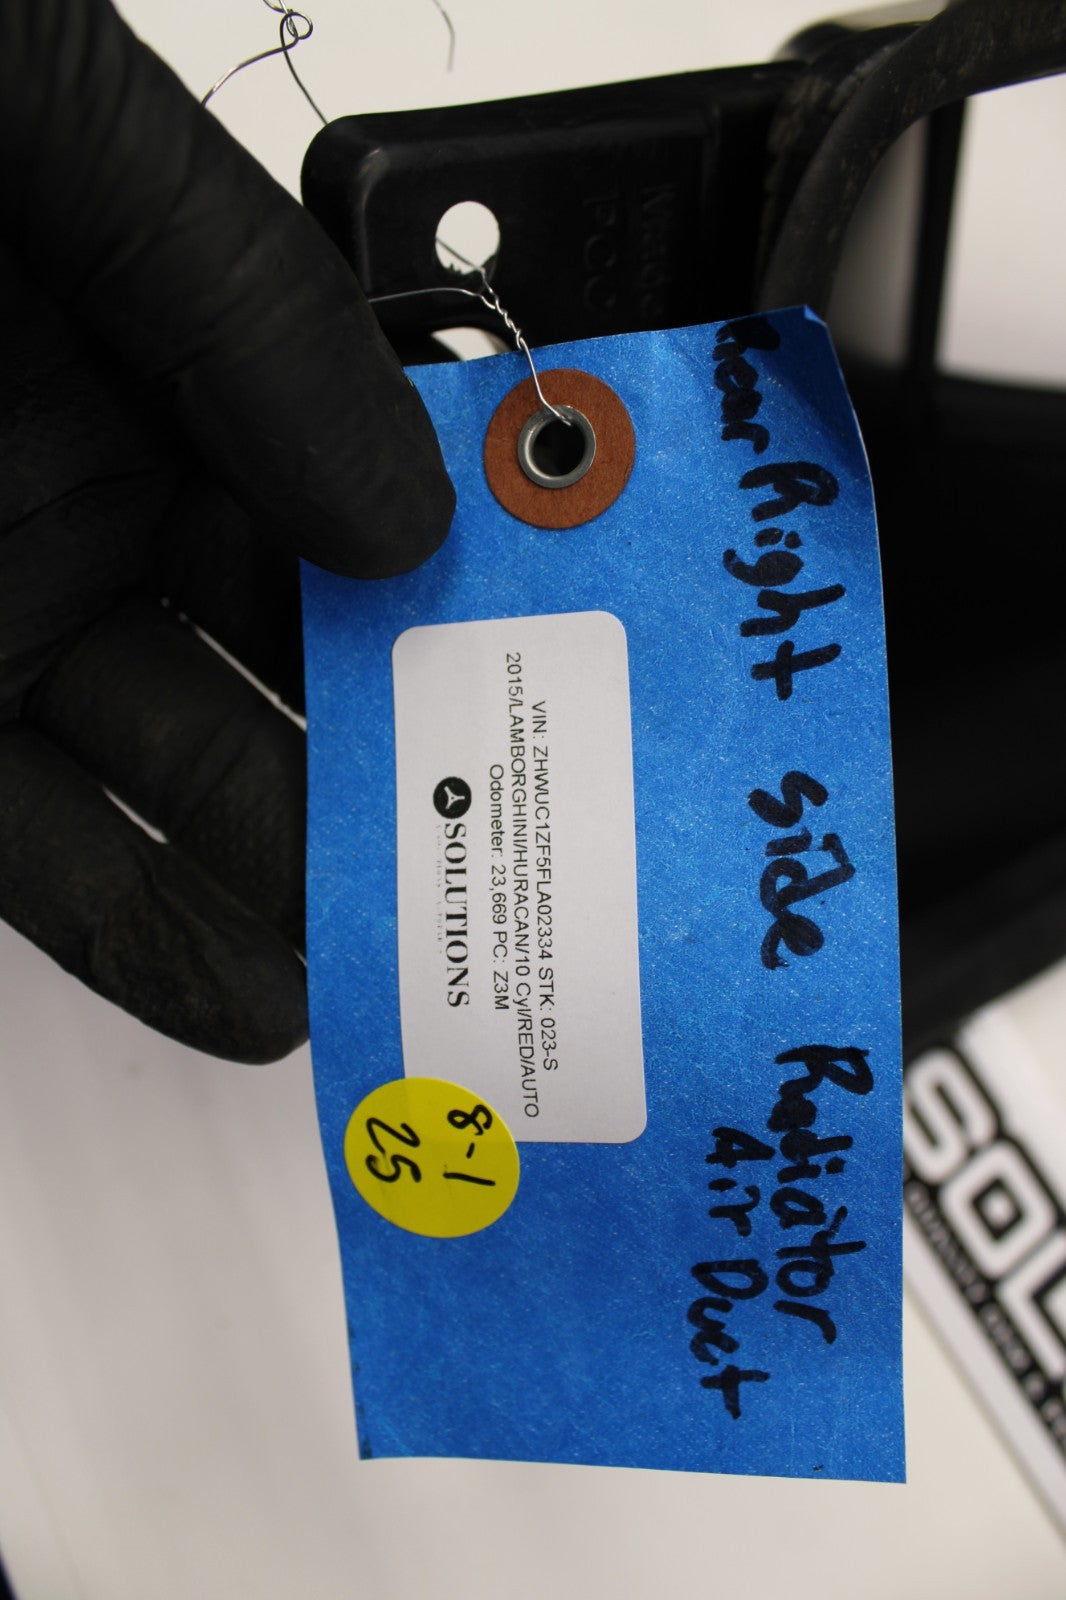 Rear Right side Radiator
Air Duct
VIN: ZHWUC1ZF5FLA02334 STK: 023-S
2015/LAMBORGHINI/HURACAN/10 Cyl/RED/AUTO
Odometer: 23,669 PC: Z3M
SOLUTIONS
8-1
25
SOL